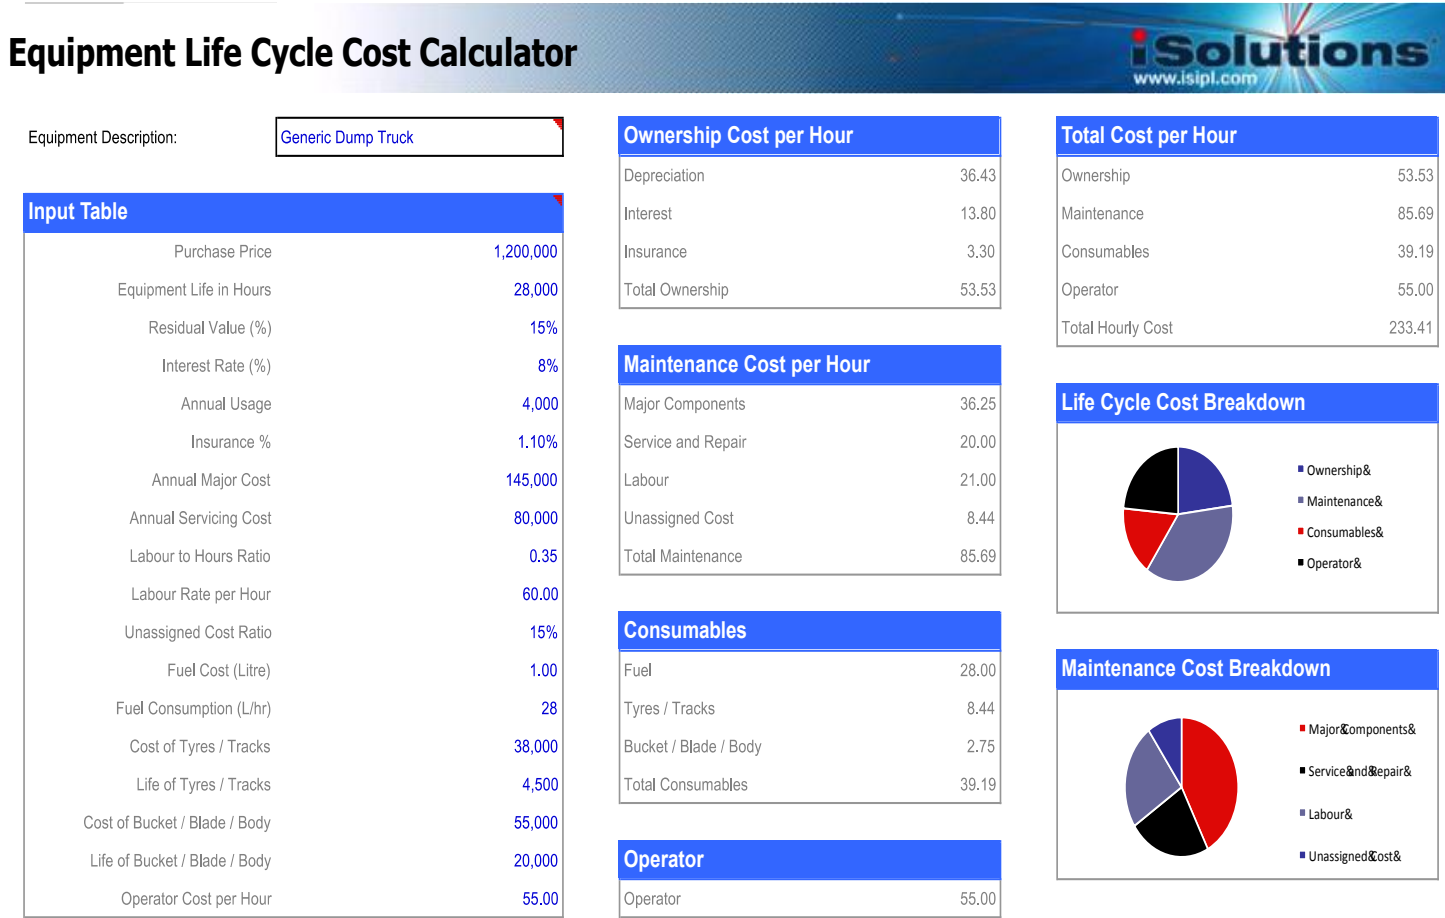 Equipment Life Cycle Cost Calculator
iSolutions
www.isipl.com
Equipment Description:
Generic Dump Truck
Input Table
Purchase Price 1,200,000
Equipment Life in Hours 28,000
Residual Value (%) 15%
Interest Rate (%) 8%
Annual Usage 4,000
Insurance % 1.10%
Annual Major Cost 145,000
Annual Servicing Cost 80,000
Labour to Hours Ratio 0.35
Labour Rate per Hour 60.00
Unassigned Cost Ratio 15%
Fuel Cost (Litre) 1.00
Fuel Consumption (L/hr) 28
Cost of Tyres / Tracks 38,000
Life of Tyres / Tracks 4,500
Cost of Bucket / Blade / Body 55,000
Life of Bucket / Blade / Body 20,000
Operator Cost per Hour 55.00
Ownership Cost per Hour
Depreciation 36.43
Interest 13.80
Insurance 3.30
Total Ownership 53.53
Maintenance Cost per Hour
Major Components 36.25
Service and Repair 20.00
Labour 21.00
Unassigned Cost 8.44
Total Maintenance 85.69
Consumables
Fuel 28.00
Tyres / Tracks 8.44
Bucket / Blade / Body 2.75
Total Consumables 39.19
Operator
Operator 55.00
Total Cost per Hour
Ownership 53.53
Maintenance 85.69
Consumables 39.19
Operator 55.00
Total Hourly Cost 233.41
Life Cycle Cost Breakdown
Ownership&
Maintenance&
Consumables&
Operator&
Maintenance Cost Breakdown
Major&Components&
Service&and&Repair&
Labour&
Unassigned&Cost&